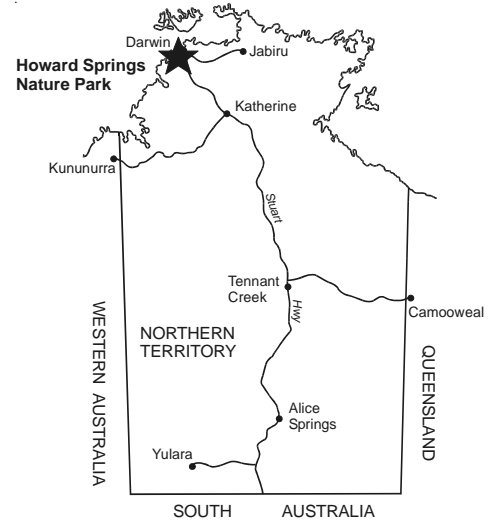 Darwin
Jabiru
Howard Springs
Nature Park
Katherine
Kununurra
Stuart
Tennant
Creek
Hwy
Camooweal
WESTERN AUSTRALIA
NORTHERN
TERRITORY
QUEENSLAND
Alice
Springs
Yulara
SOUTH AUSTRALIA